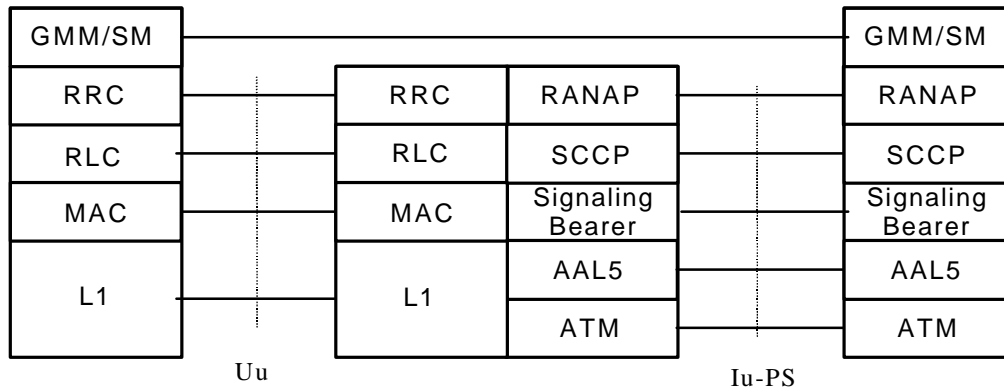 GMM/SM
GMM/SM
RRC
RRC
RANAP
RANAP
RLC
RLC
SCCP
SCCP
MAC
MAC
Signaling
Bearer
Signaling
Bearer
L1
L1
AAL5
AAL5
ATM
ATM
Uu
Iu-PS